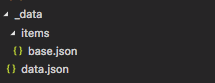 _data
items
{} base.json
{} data.json